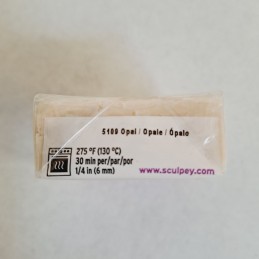 5109 Opal / Opale / Ópalo
275 °F (130 °C)
30 min per/par/por
1/4 in (6 mm)
www.sculpey.com